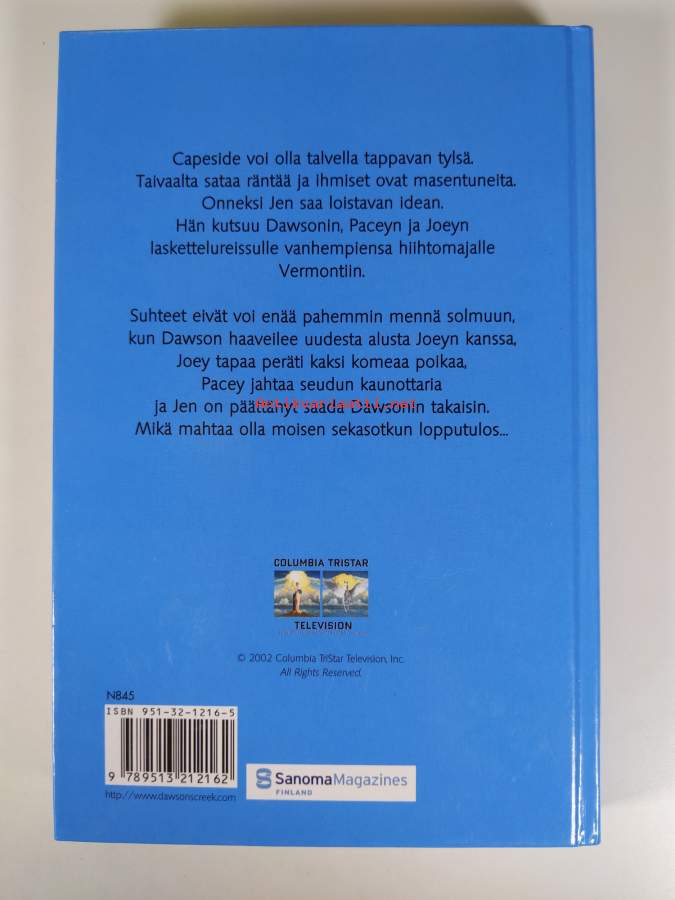 Capeside voi olla talvella tappavan tylsä.
Taivaalta sataa räntää ja ihmiset ovat masentuneita.
Onneksi Jen saa loistavan idean.
Hän kutsuu Dawsonin, Paceyn ja Joeyn
laskettelureissulle vanhempiensa hiihtomajalle
Vermontiin.
Suhteet eivät voi enää pahemmin mennä solmuun,
kun Dawson haaveilee uudesta alusta Joeyn kanssa,
Joey tapaa peräti kaksi komeaa poikaa,
Pacey jahtaa seudun kaunottaria
ja Jen on päättänyt saada Dawsonin takaisin.
Mikä mahtaa olla moisen sekasotkun lopputulos...
COLUMBIA TRISTAR
TELEVISION
© 2002 Columbia TriStar Television, Inc.
All Rights Reserved.
N845
ISBN 951-32-1216-5
9 789513 212162
http://www.dawsonscreek.com
SanomaMagazines
FINLAND